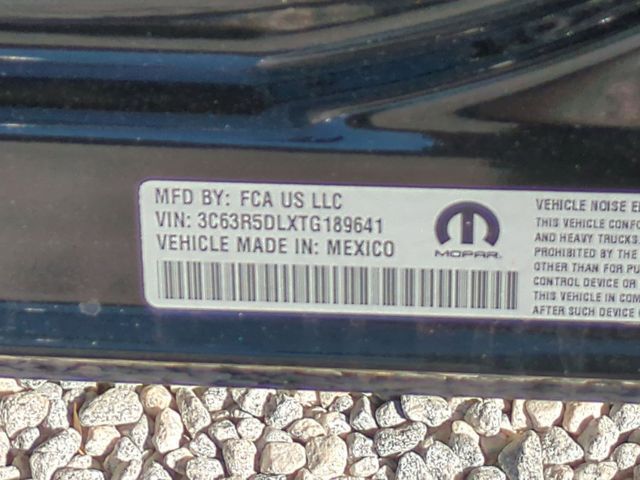 MFD BY: FCA US LLC
VIN: 3C63R5DLXTG189641
VEHICLE MADE IN: MEXICO
MOPAR.
VEHICLE NOISE E
THIS VEHICLE CONFO
AND HEAVY TRUCKS.
PROHIBITED BY THE
OTHER THAN FOR PU
CONTROL DEVICE OR
THIS VEHICLE IN COM
AFTER SUCH DEVICE